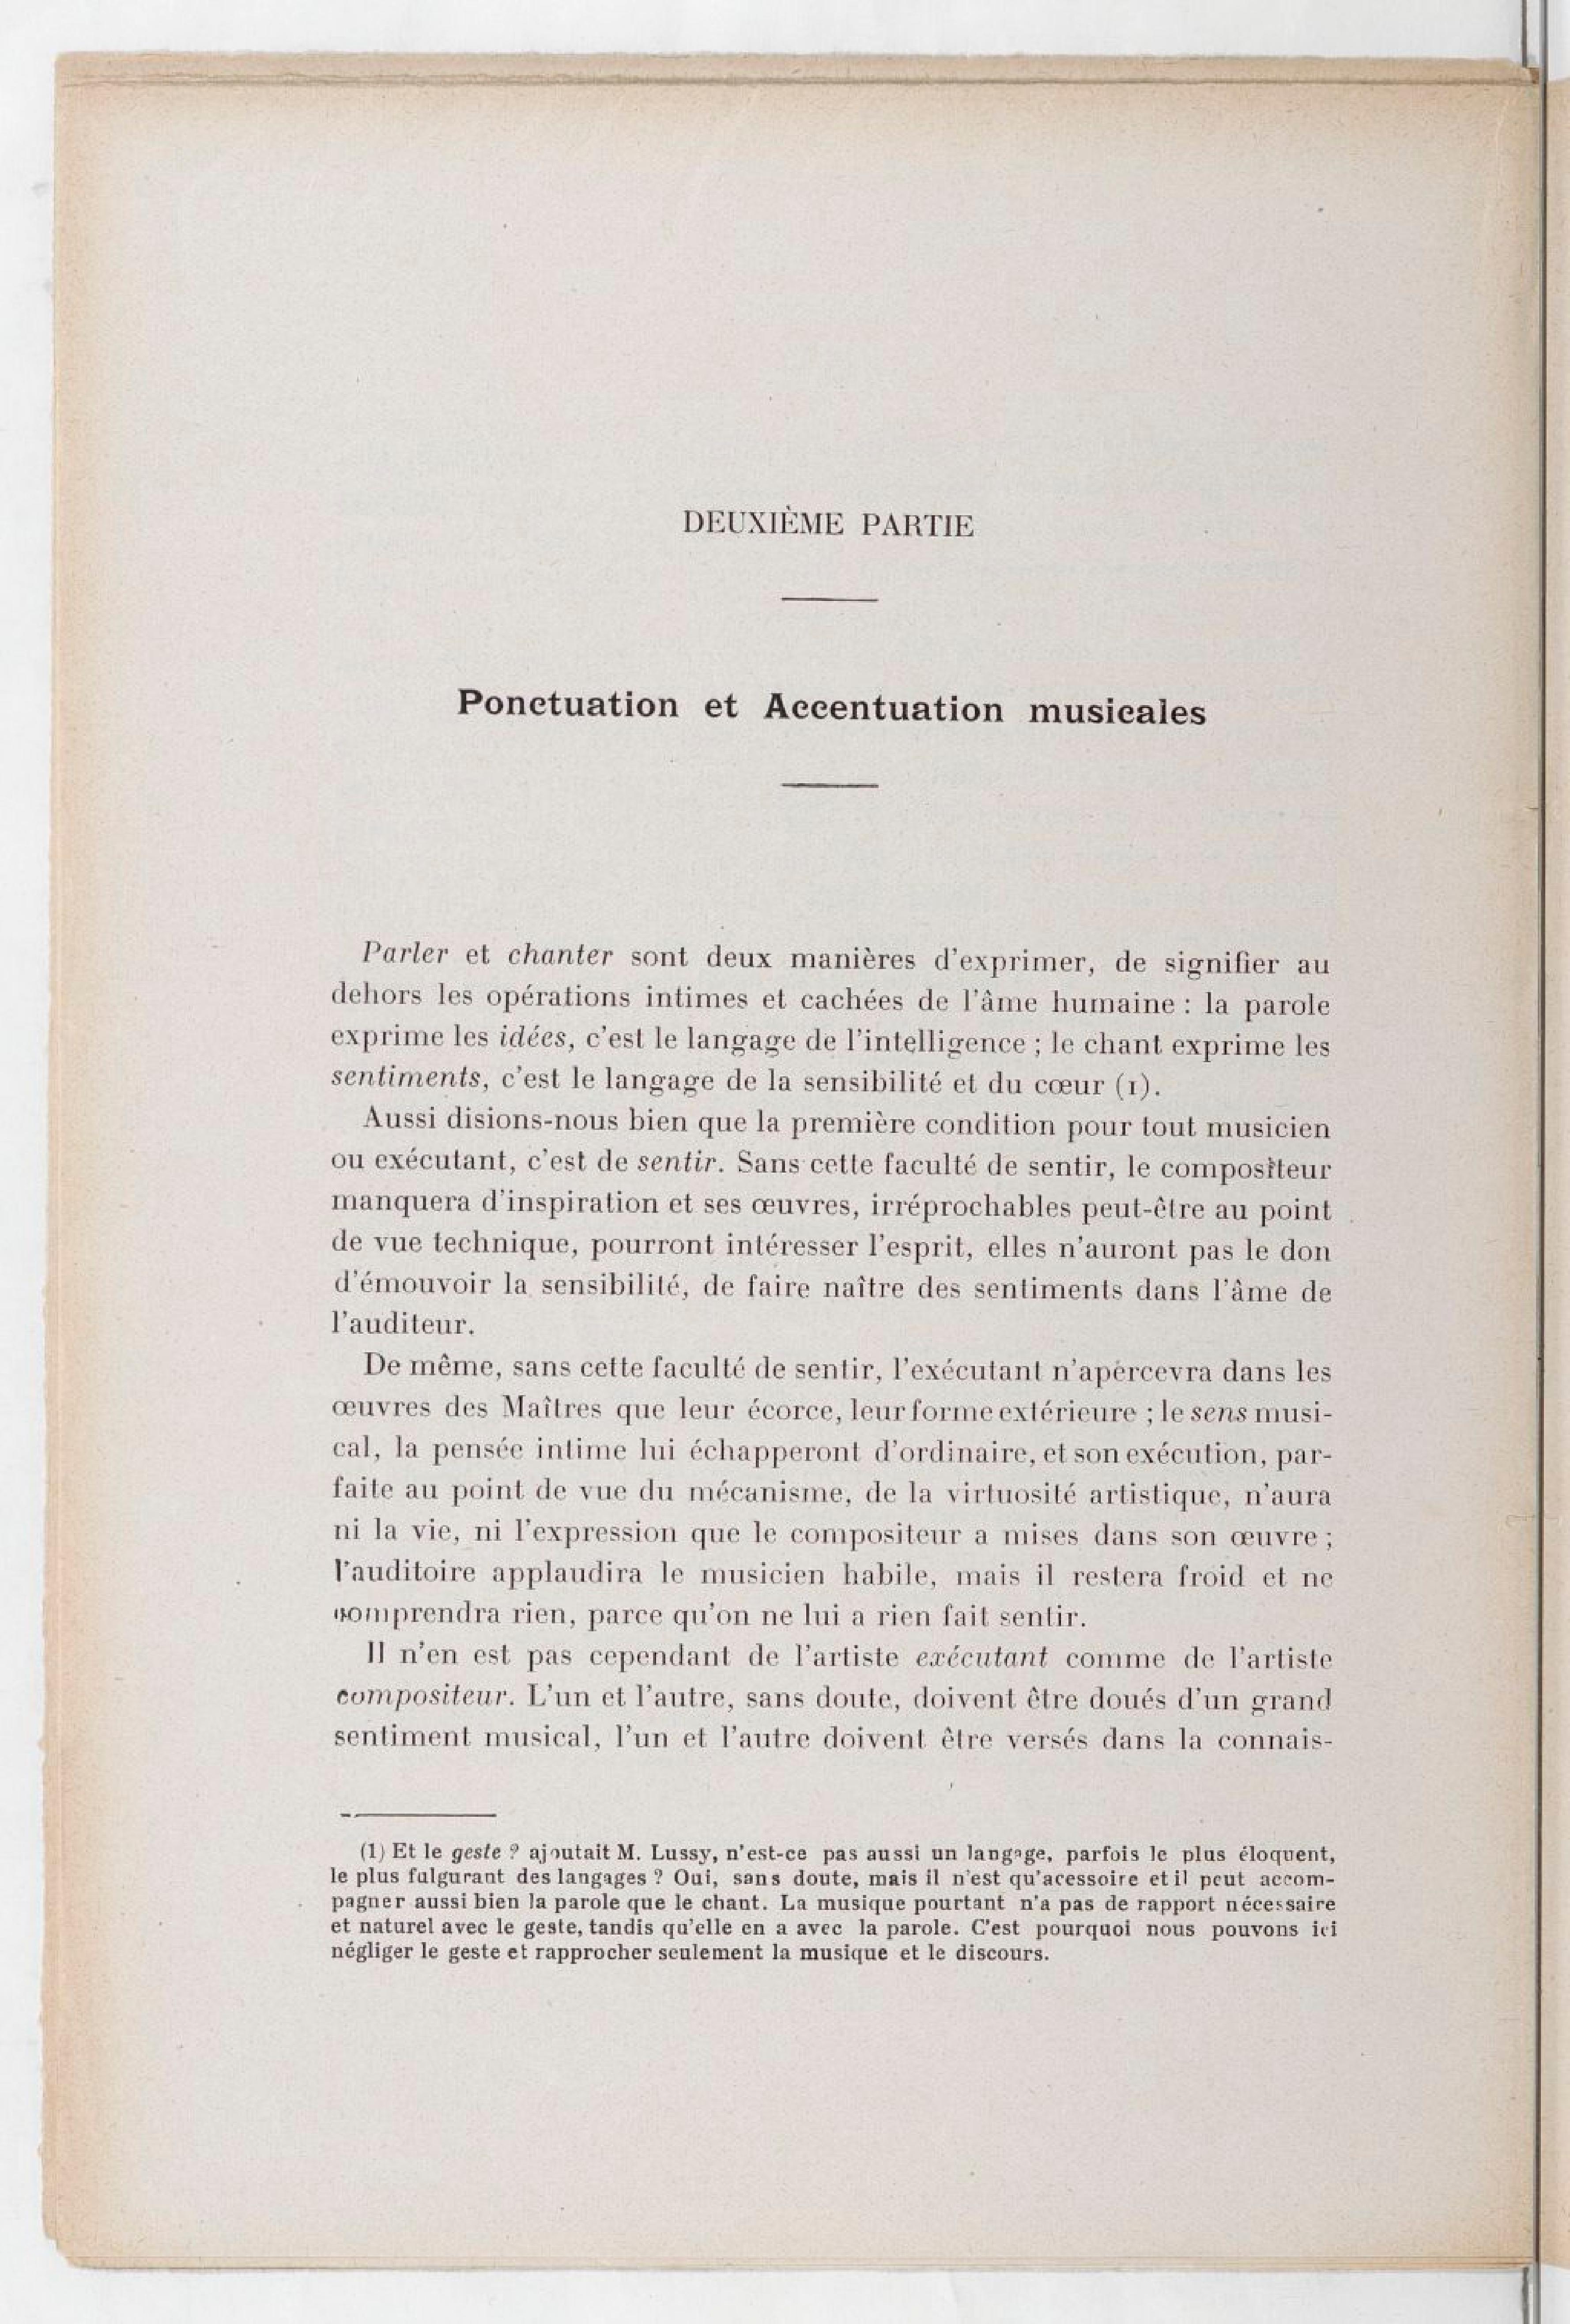 DEUXIÈME PARTIE
Ponctuation et Accentuation musicales
Parler et chanter sont deux manières d'exprimer, de signifier au
dehors les opérations intimes et cachées de l'âme humaine : la parole
exprime les idées, c'est le langage de l'intelligence ; le chant exprime les
sentiments, c'est le langage de la sensibilité et du cœur (1).
Aussi disions-nous bien que la première condition pour tout musicien
ou exécutant, c'est de sentir. Sans cette faculté de sentir, le compositeur
manquera d'inspiration et ses œuvres, irréprochables peut-être au point
de vue technique, pourront intéresser l'esprit, elles n'auront pas le don
d'émouvoir la sensibilité, de faire naître des sentiments dans l'âme de
l'auditeur.
De même, sans cette faculté de sentir, l'exécutant n'apercevra dans les
œuvres des Maîtres que leur écorce, leur forme extérieure ; le sens musi-
cal, la pensée intime lui échapperont d'ordinaire, et son exécution, par-
faite au point de vue du mécanisme, de la virtuosité artistique, n'aura
ni la vie, ni l'expression que le compositeur a mises dans son œuvre ;
l'auditoire applaudira le musicien habile, mais il restera froid et ne
comprendra rien, parce qu'on ne lui a rien fait sentir.
Il n'en est pas cependant de l'artiste exécutant comme de l'artiste
compositeur. L'un et l'autre, sans doute, doivent être doués d'un grand
sentiment musical, l'un et l'autre doivent être versés dans la connais-
(1) Et le geste ? ajoutait M. Lussy, n'est-ce pas aussi un langage, parfois le plus éloquent,
le plus fulgurant des langages ? Oui, sans doute, mais il n'est qu'acessoire et il peut accom-
pagner aussi bien la parole que le chant. La musique pourtant n'a pas de rapport nécessaire
et naturel avec le geste, tandis qu'elle en a avec la parole. C'est pourquoi nous pouvons ici
négliger le geste et rapprocher seulement la musique et le discours.